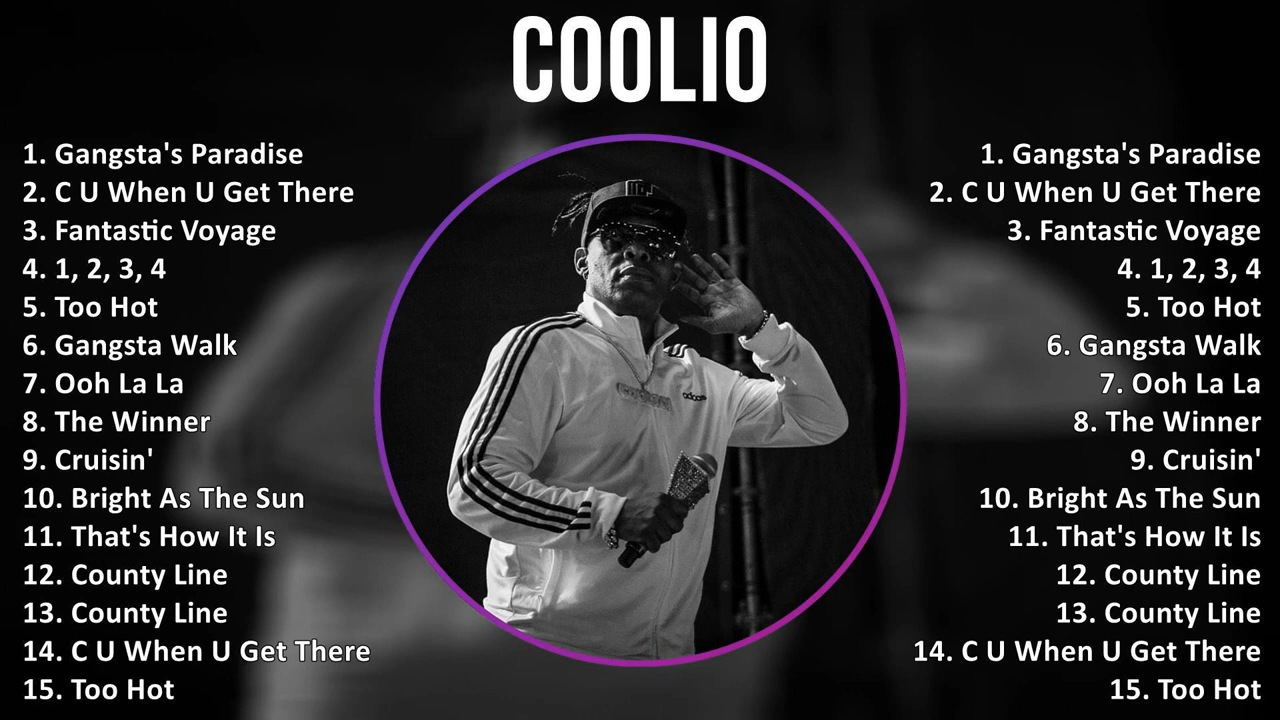 COOLIO
1. Gangsta's Paradise
2. C U When U Get There
3. Fantastic Voyage
4. 1, 2, 3, 4
5. Too Hot
6. Gangsta Walk
7. Ooh La La
8. The Winner
9. Cruisin'
10. Bright As The Sun
11. That's How It Is
12. County Line
13. County Line
14. C U When U Get There
15. Too Hot
adidas
1. Gangsta's Paradise
2. C U When U Get There
3. Fantastic Voyage
4. 1, 2, 3, 4
5. Too Hot
6. Gangsta Walk
7. Ooh La La
8. The Winner
9. Cruisin'
10. Bright As The Sun
11. That's How It Is
12. County Line
13. County Line
14. C U When U Get There
15. Too Hot